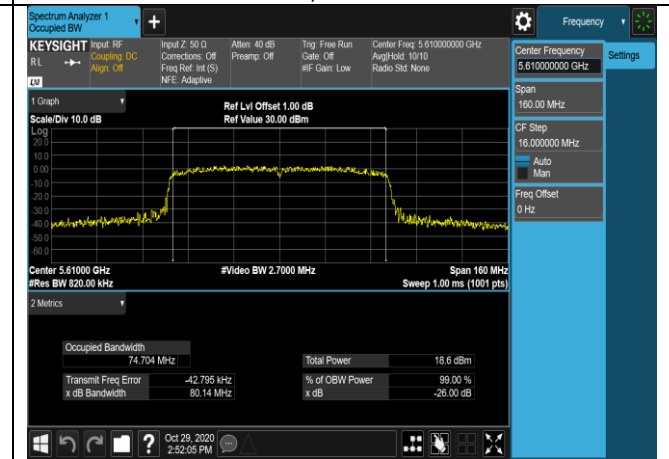 Spectrum Analyzer 1
Occupied BW
KEYSIGHT
RL
LXI
Input: RF
Coupling: DC
Align: Off
Input Z: 50 Ω
Corrections: Off
Freq Ref: Int (S)
NFE: Adaptive
Atten: 40 dB
Preamp: Off
Trig: Free Run
Gate: Off
#IF Gain: Low
Center Freq: 5.610000000 GHz
Avg|Hold: 10/10
Radio Std: None
1 Graph
Scale/Div 10.0 dB
Ref Lvl Offset 1.00 dB
Ref Value 30.00 dBm
Log
20.0
10.0
0.00
-10.0
-20.0
-30.0
-40.0
-50.0
-60.0
Center 5.61000 GHz
#Video BW 2.7000 MHz
Span 160 MHz
#Res BW 820.00 kHz
Sweep 1.00 ms (1001 pts)
2 Metrics
Occupied Bandwidth
74.704 MHz
Total Power 18.6 dBm
Transmit Freq Error -42.795 kHz
% of OBW Power 99.00 %
x dB Bandwidth 80.14 MHz
x dB -26.00 dB
Oct 29, 2020
2:52:05 PM
Frequency
Settings
Center Frequency
5.610000000 GHz
Span
160.00 MHz
CF Step
16.000000 MHz
Auto
Man
Freq Offset
0 Hz